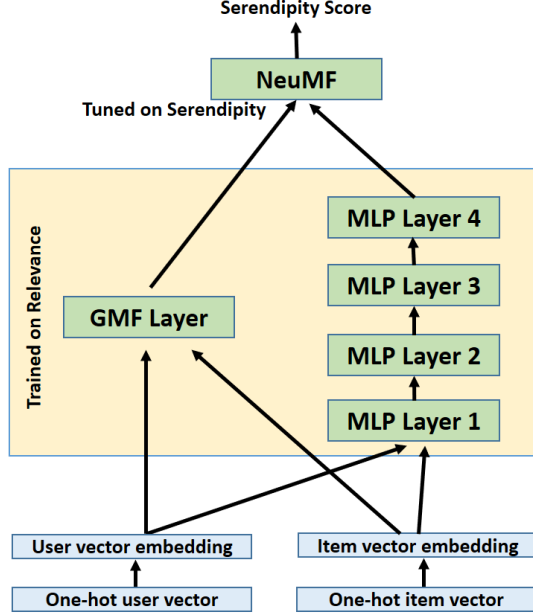 Serendipity Score
NeuMF
Tuned on Serendipity
Trained on Relevance
MLP Layer 4
MLP Layer 3
GMF Layer
MLP Layer 2
MLP Layer 1
User vector embedding
Item vector embedding
One-hot user vector
One-hot item vector